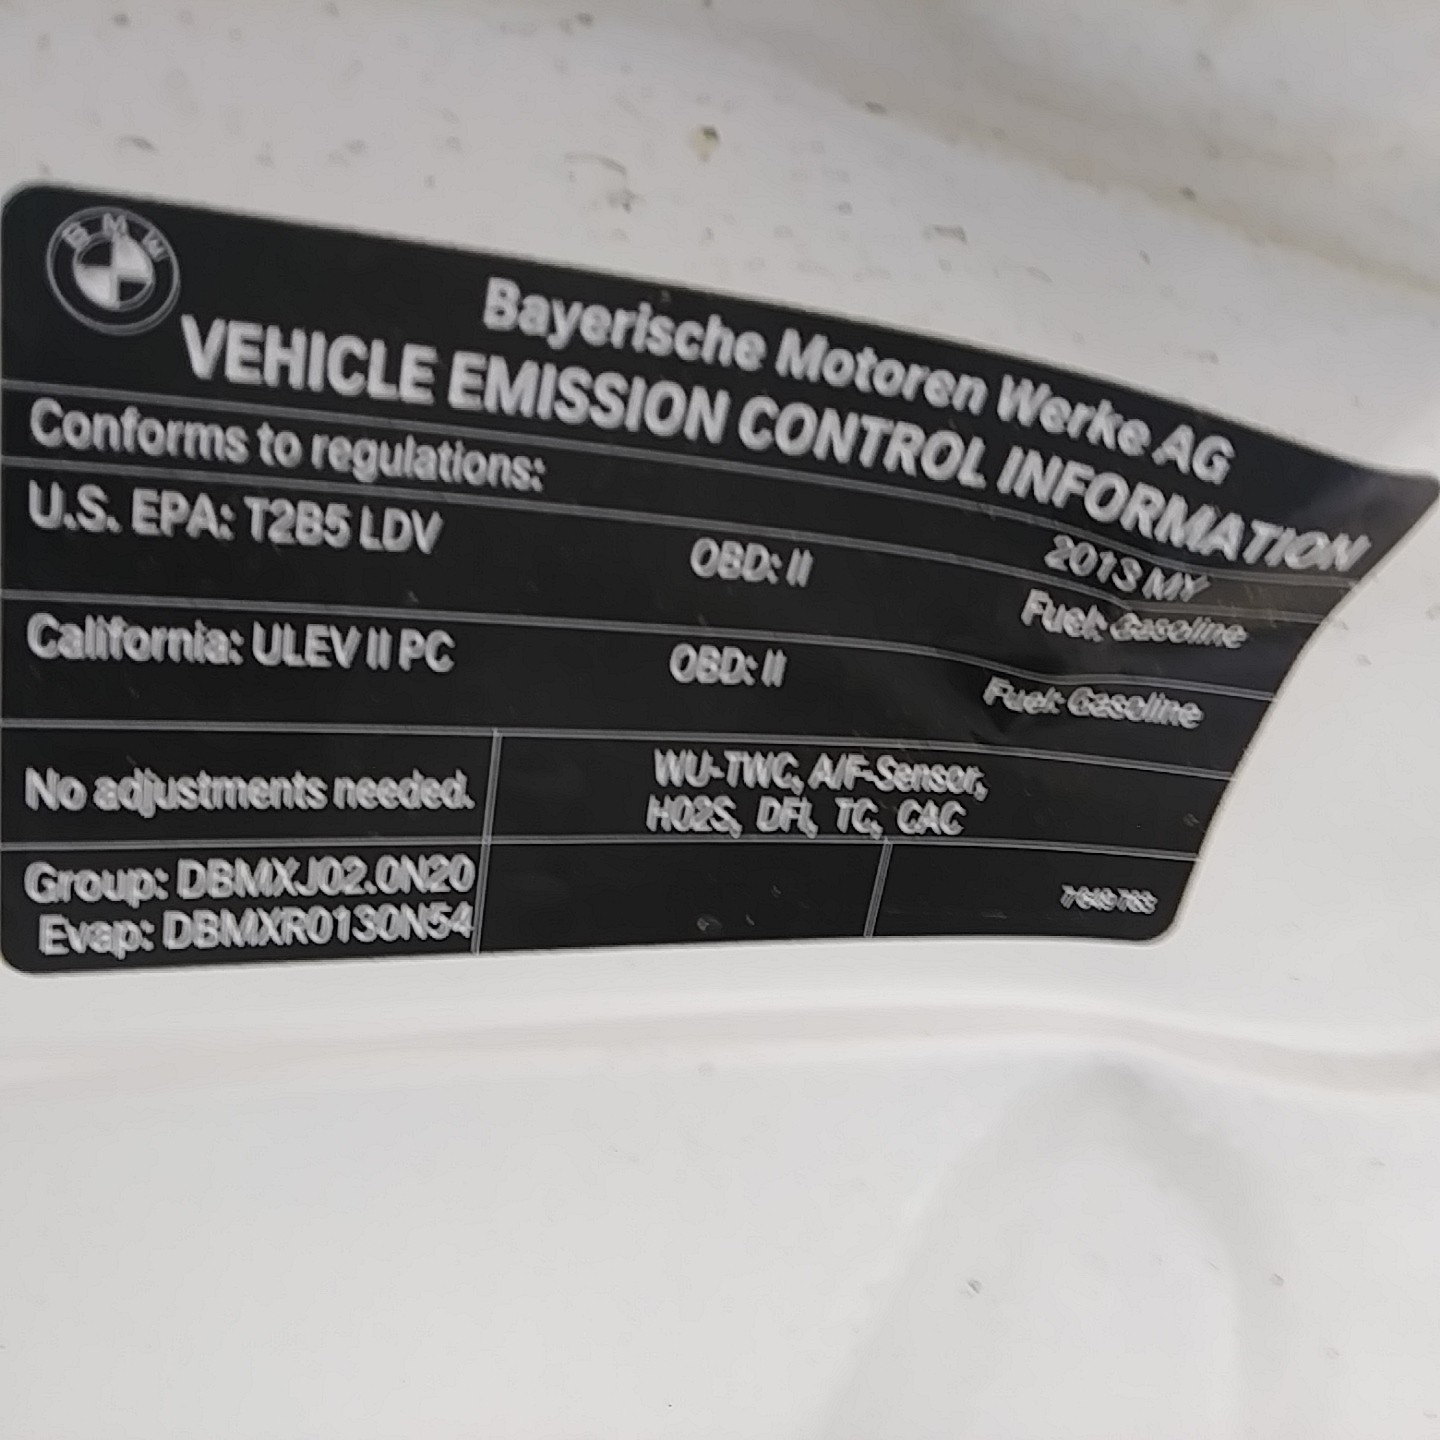 BMW
Bayerische Motoren Werke AG
VEHICLE EMISSION CONTROL INFORMATION
Conforms to regulations:
2013 MY
U.S. EPA: T2B5 LDV
OBD: II
Fuel: Gasoline
California: ULEV II PC
OBD: II
Fuel: Gasoline
No adjustments needed.
WU-TWC, A/F-Sensor,
HO2S, DFI, TC, CAC
Group: DBMXJ02.0N20
Evap: DBMXR0130N54